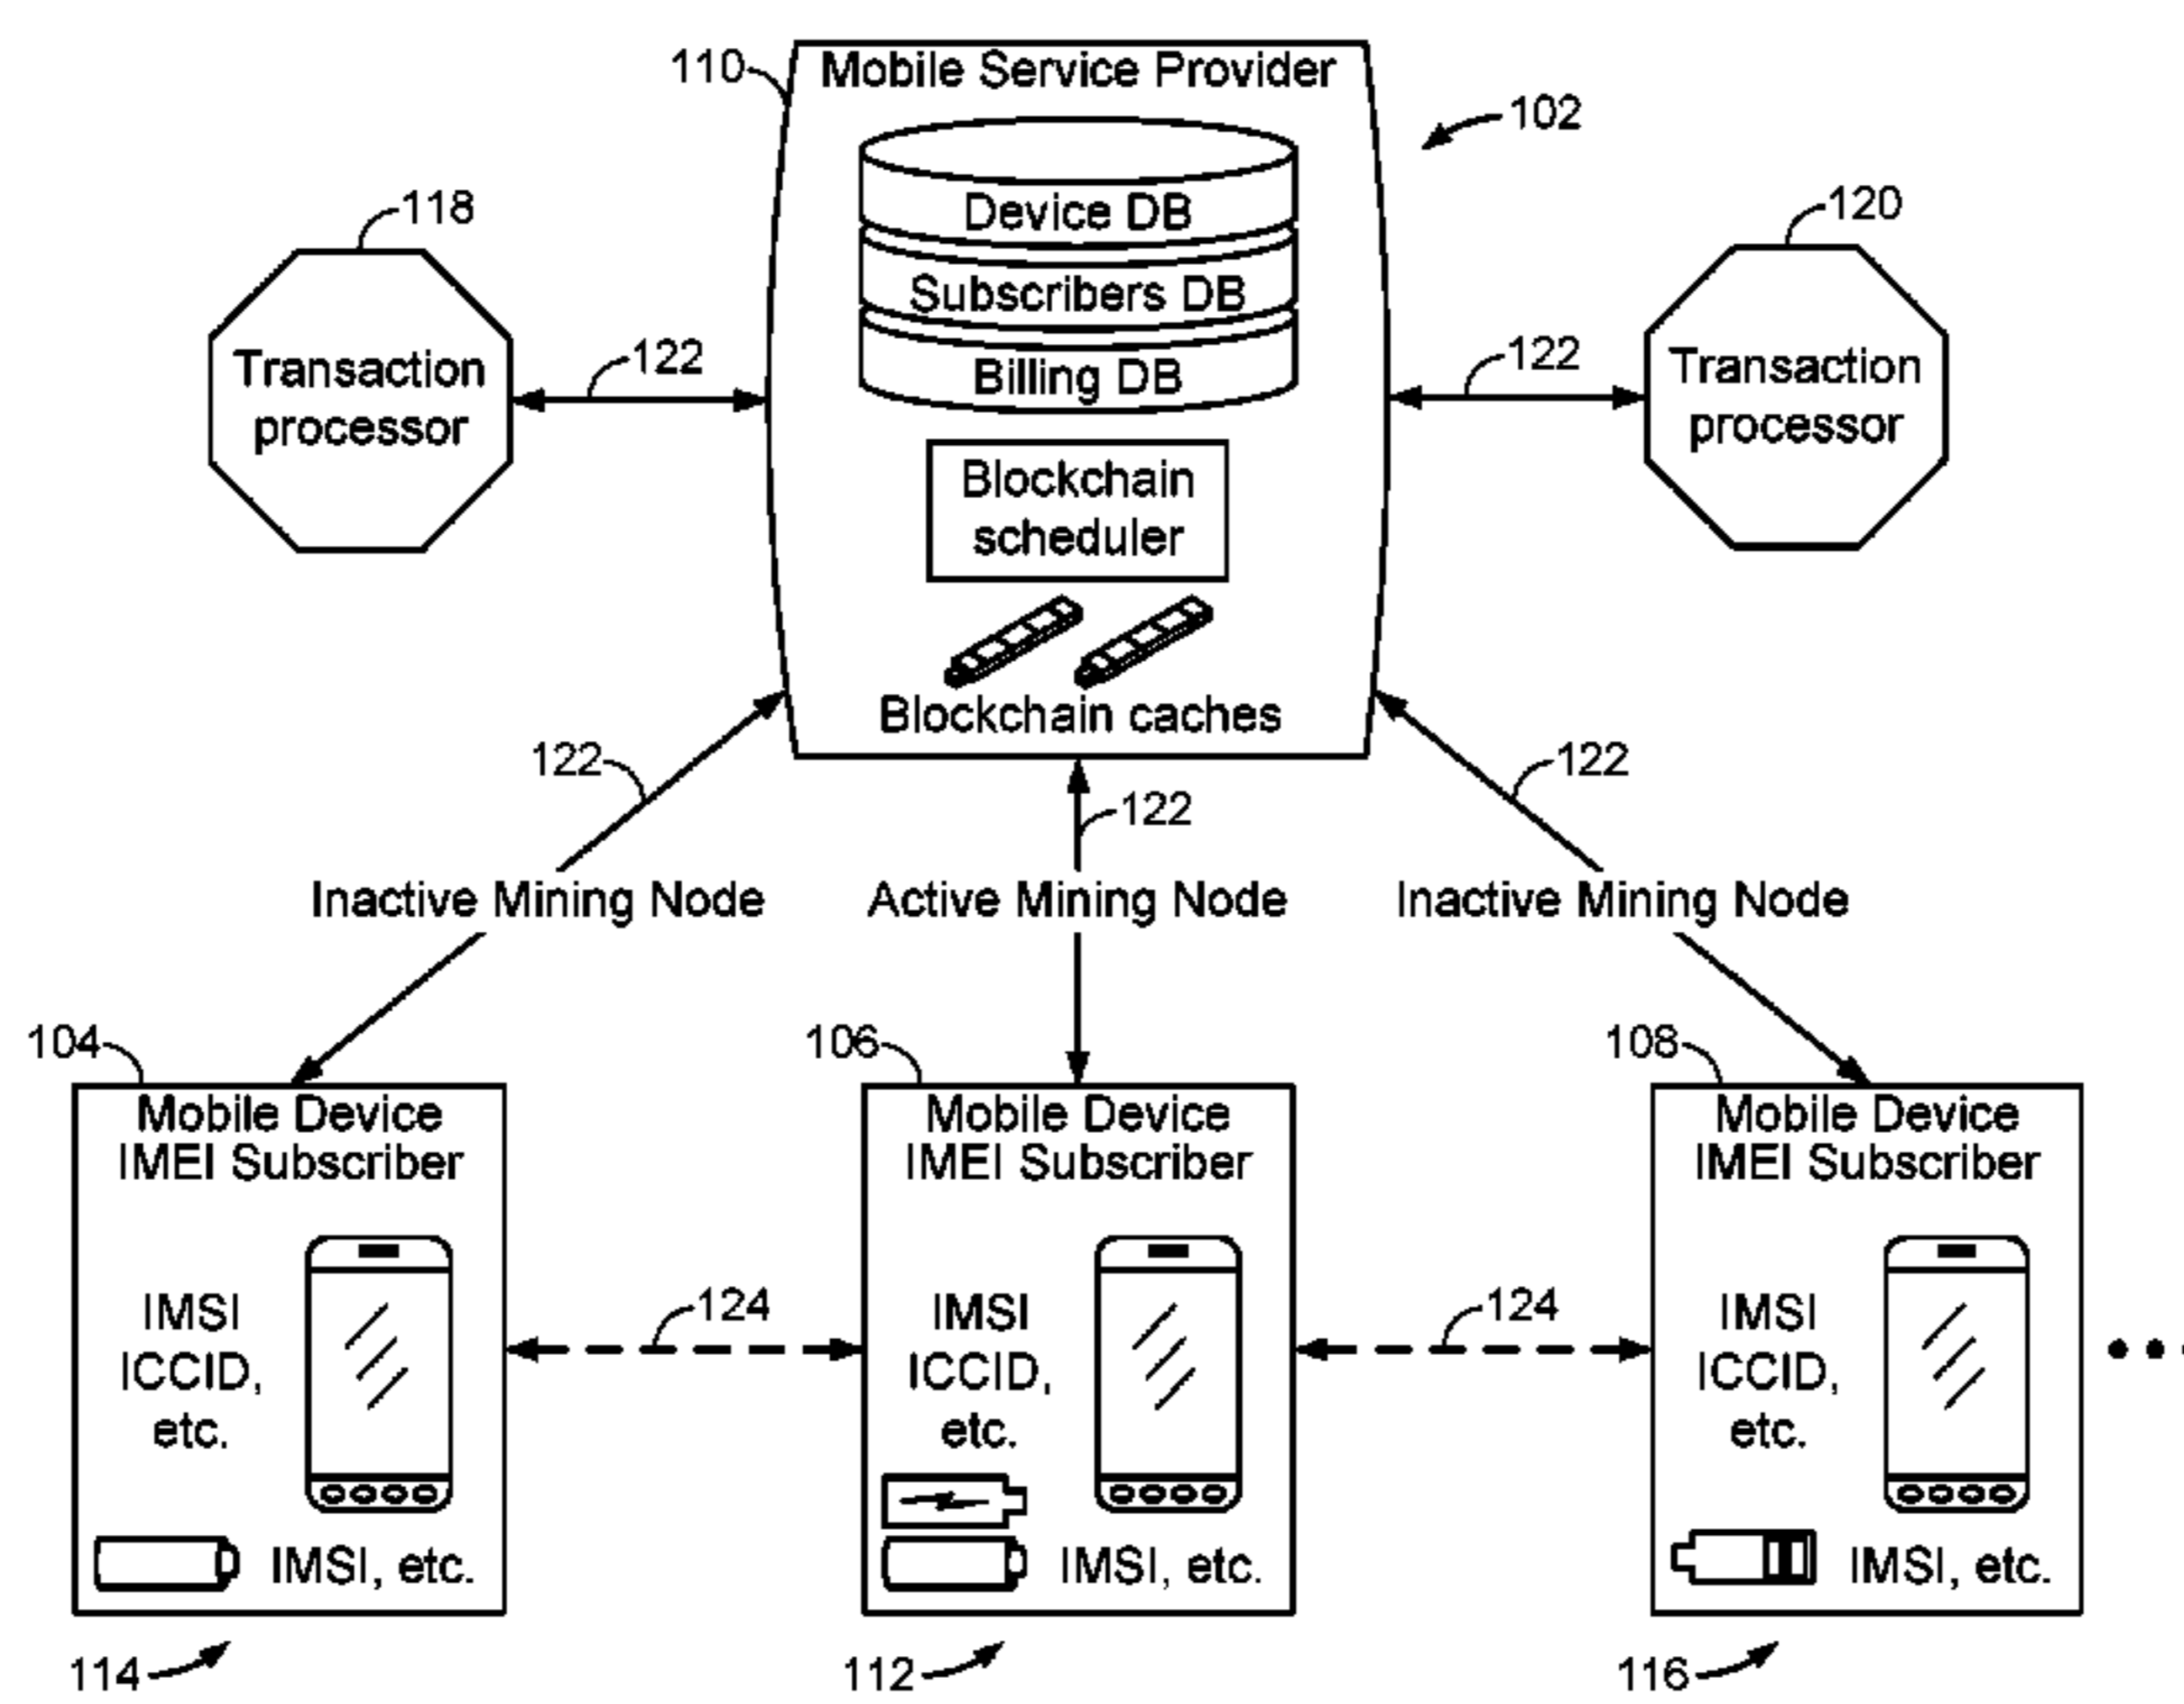 110
Mobile Service Provider
102
Device DB
Subscribers DB
Billing DB
118
Transaction
processor
122
120
Transaction
processor
122
Blockchain
scheduler
Blockchain caches
122
122
122
Inactive Mining Node
Active Mining Node
Inactive Mining Node
104
Mobile Device
IMEI Subscriber
IMSI
ICCID,
etc.
IMSI, etc.
114
124
106
Mobile Device
IMEI Subscriber
IMSI
ICCID,
etc.
IMSI, etc.
112
124
108
Mobile Device
IMEI Subscriber
IMSI
ICCID,
etc.
IMSI, etc.
116